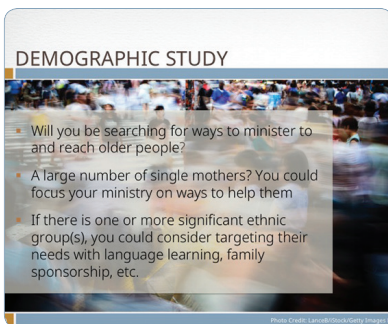 DEMOGRAPHIC STUDY
▪ Will you be searching for ways to minister to
and reach older people?
▪ A large number of single mothers? You could
focus your ministry on ways to help them
▪ If there is one or more significant ethnic
group(s), you could consider targeting their
needs with language learning, family
sponsorship, etc.
Photo Credit: LanceB/iStock/Getty Images